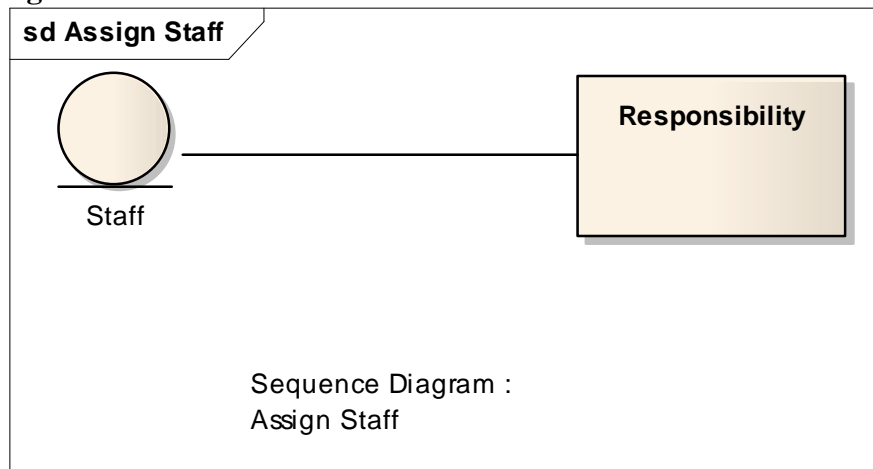 sd Assign Staff
Responsibility
Staff
Sequence Diagram :
Assign Staff